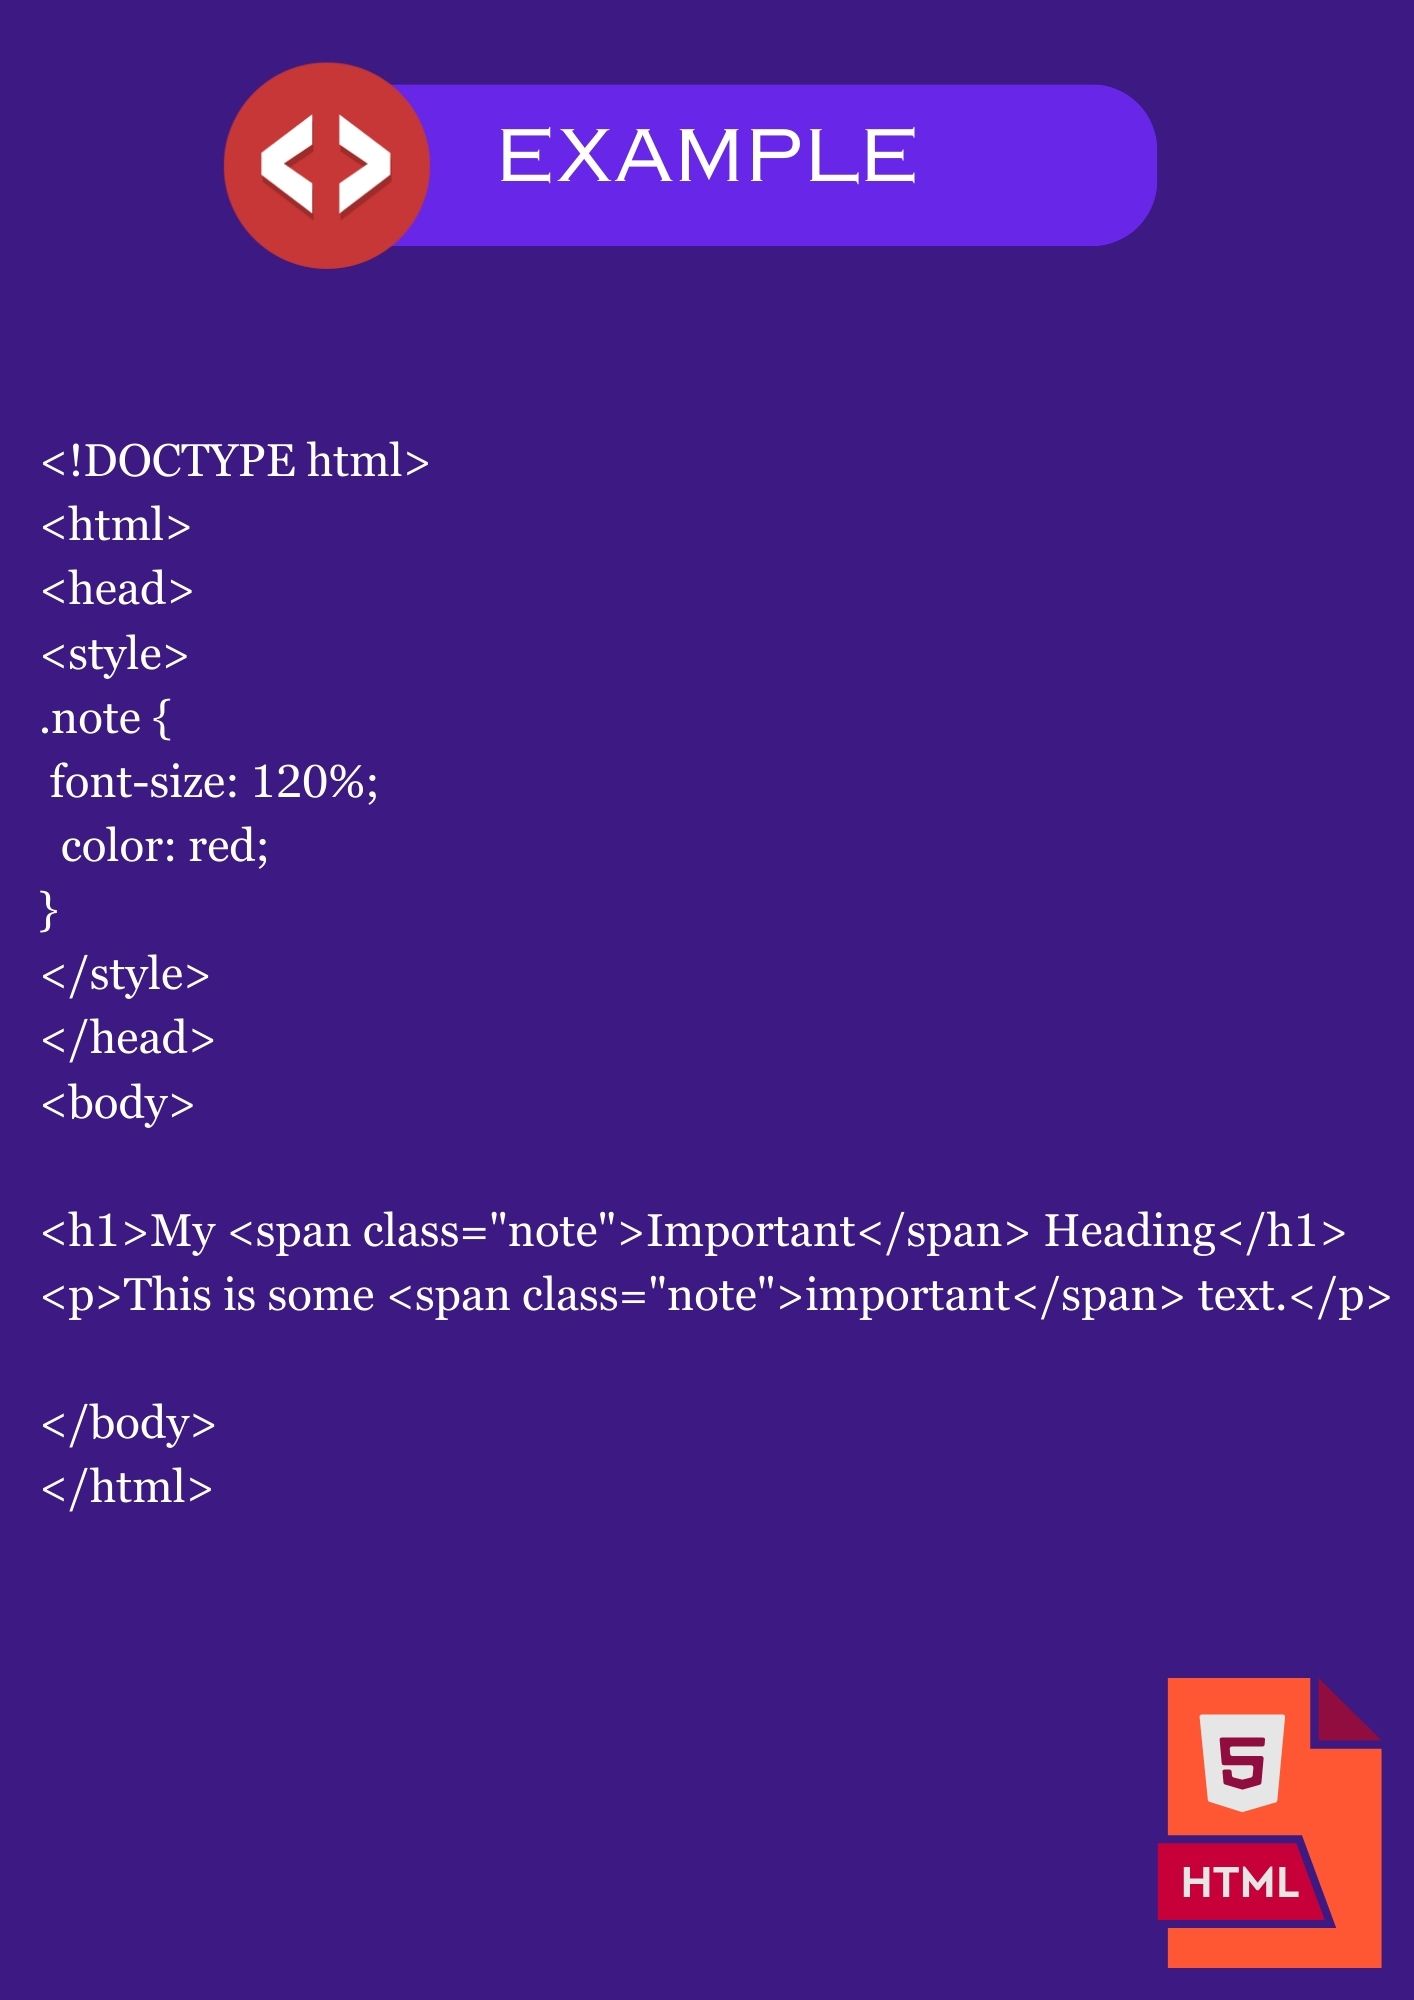 EXAMPLE
<!DOCTYPE html>
<html>
<head>
<style>
.note {
 font-size: 120%;
  color: red;
}
</style>
</head>
<body>

<h1>My <span class="note">Important</span> Heading</h1>
<p>This is some <span class="note">important</span> text.</p>

</body>
</html>
5
HTML